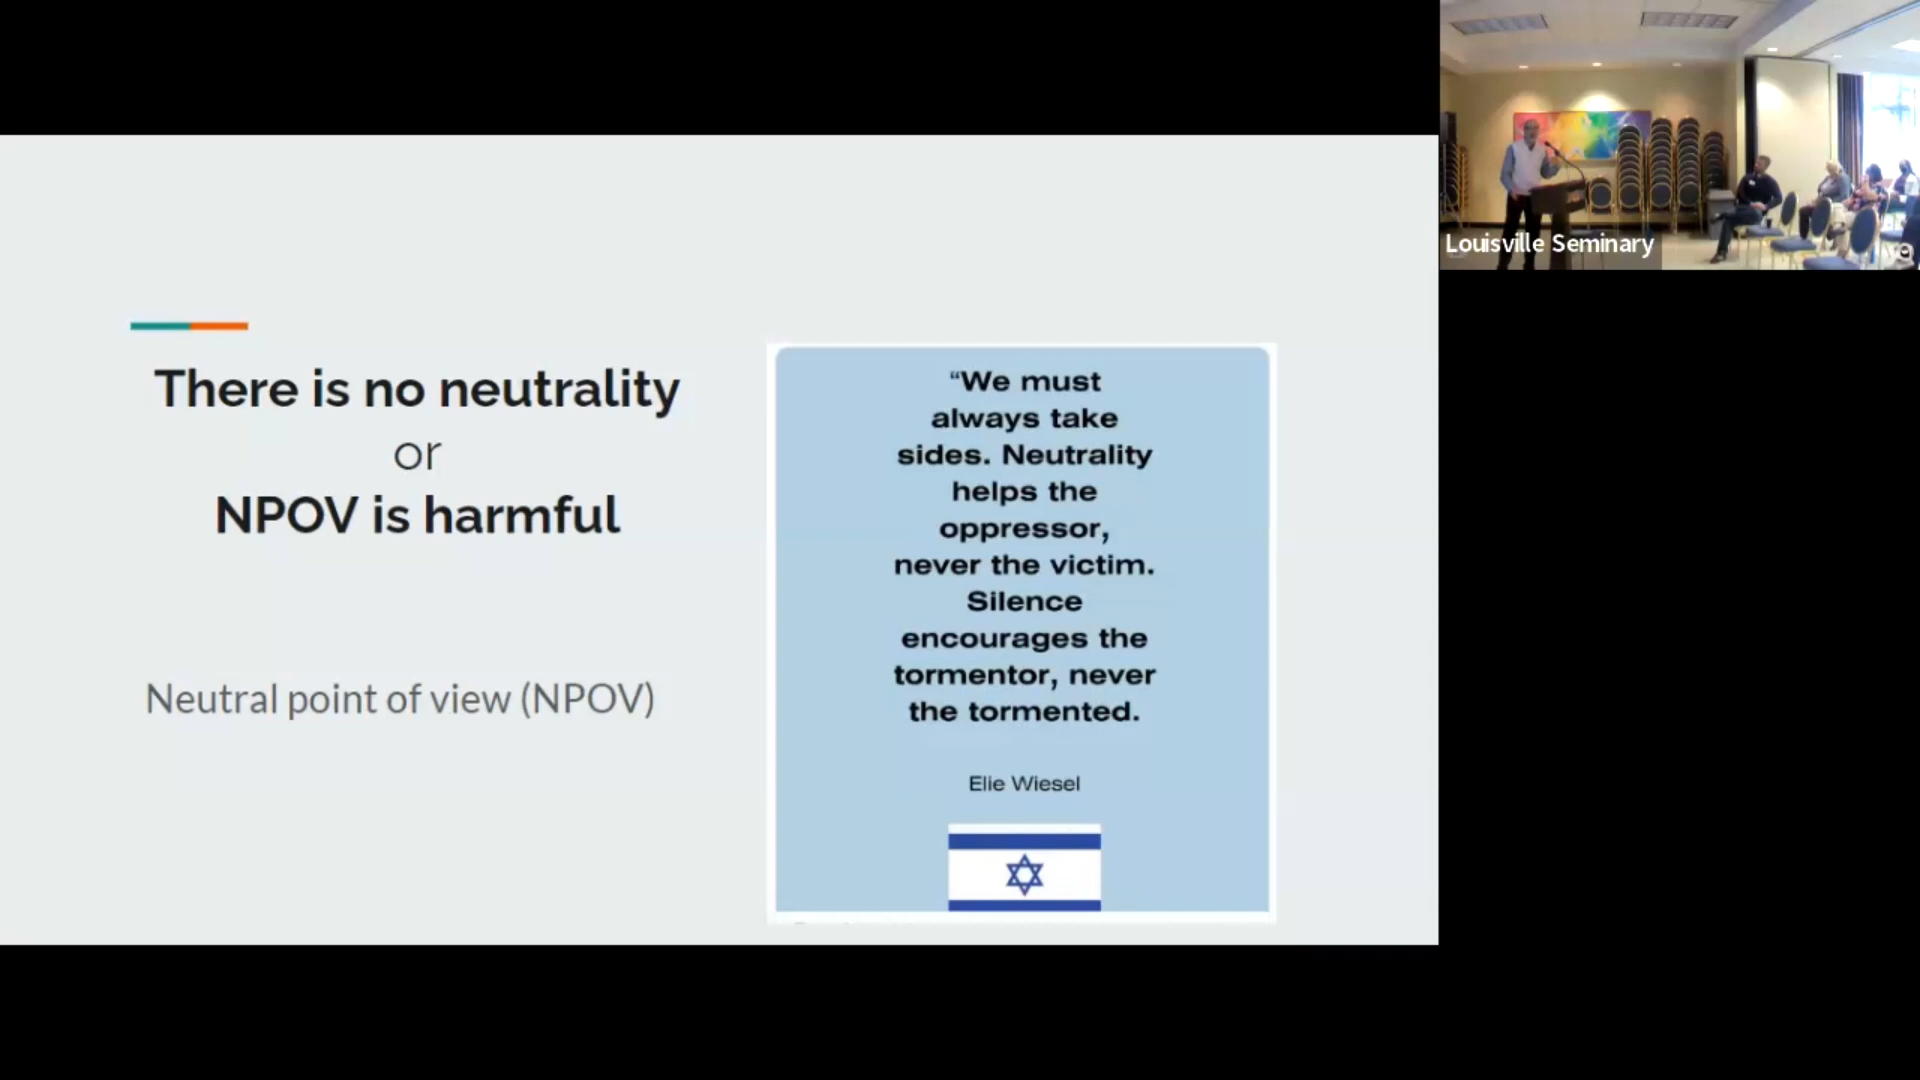 There is no neutrality
or
NPOV is harmful
Neutral point of view (NPOV)
“We must
always take
sides. Neutrality
helps the
oppressor,
never the victim.
Silence
encourages the
tormentor, never
the tormented.
Elie Wiesel
Louisville Seminary